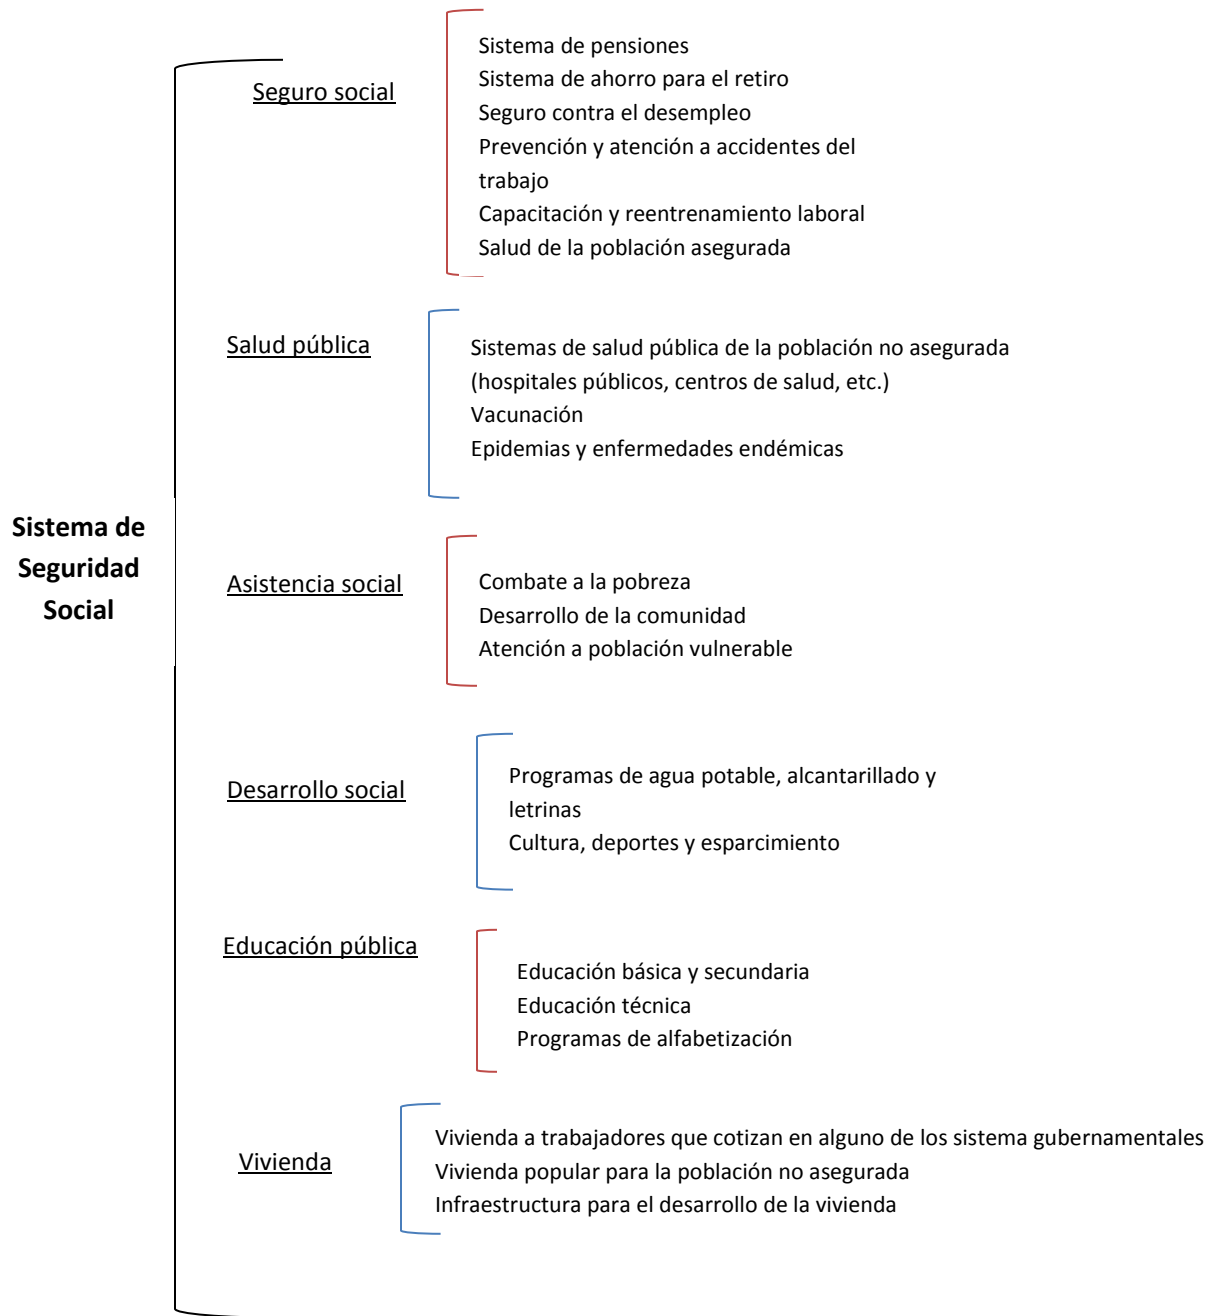 Sistema de
Seguridad
Social
Seguro social
Sistema de pensiones
Sistema de ahorro para el retiro
Seguro contra el desempleo
Prevención y atención a accidentes del
trabajo
Capacitación y reentrenamiento laboral
Salud de la población asegurada
Salud pública
Sistemas de salud pública de la población no asegurada
(hospitales públicos, centros de salud, etc.)
Vacunación
Epidemias y enfermedades endémicas
Asistencia social
Combate a la pobreza
Desarrollo de la comunidad
Atención a población vulnerable
Desarrollo social
Programas de agua potable, alcantarillado y
letrinas
Cultura, deportes y esparcimiento
Educación pública
Educación básica y secundaria
Educación técnica
Programas de alfabetización
Vivienda
Vivienda a trabajadores que cotizan en alguno de los sistema gubernamentales
Vivienda popular para la población no asegurada
Infraestructura para el desarrollo de la vivienda